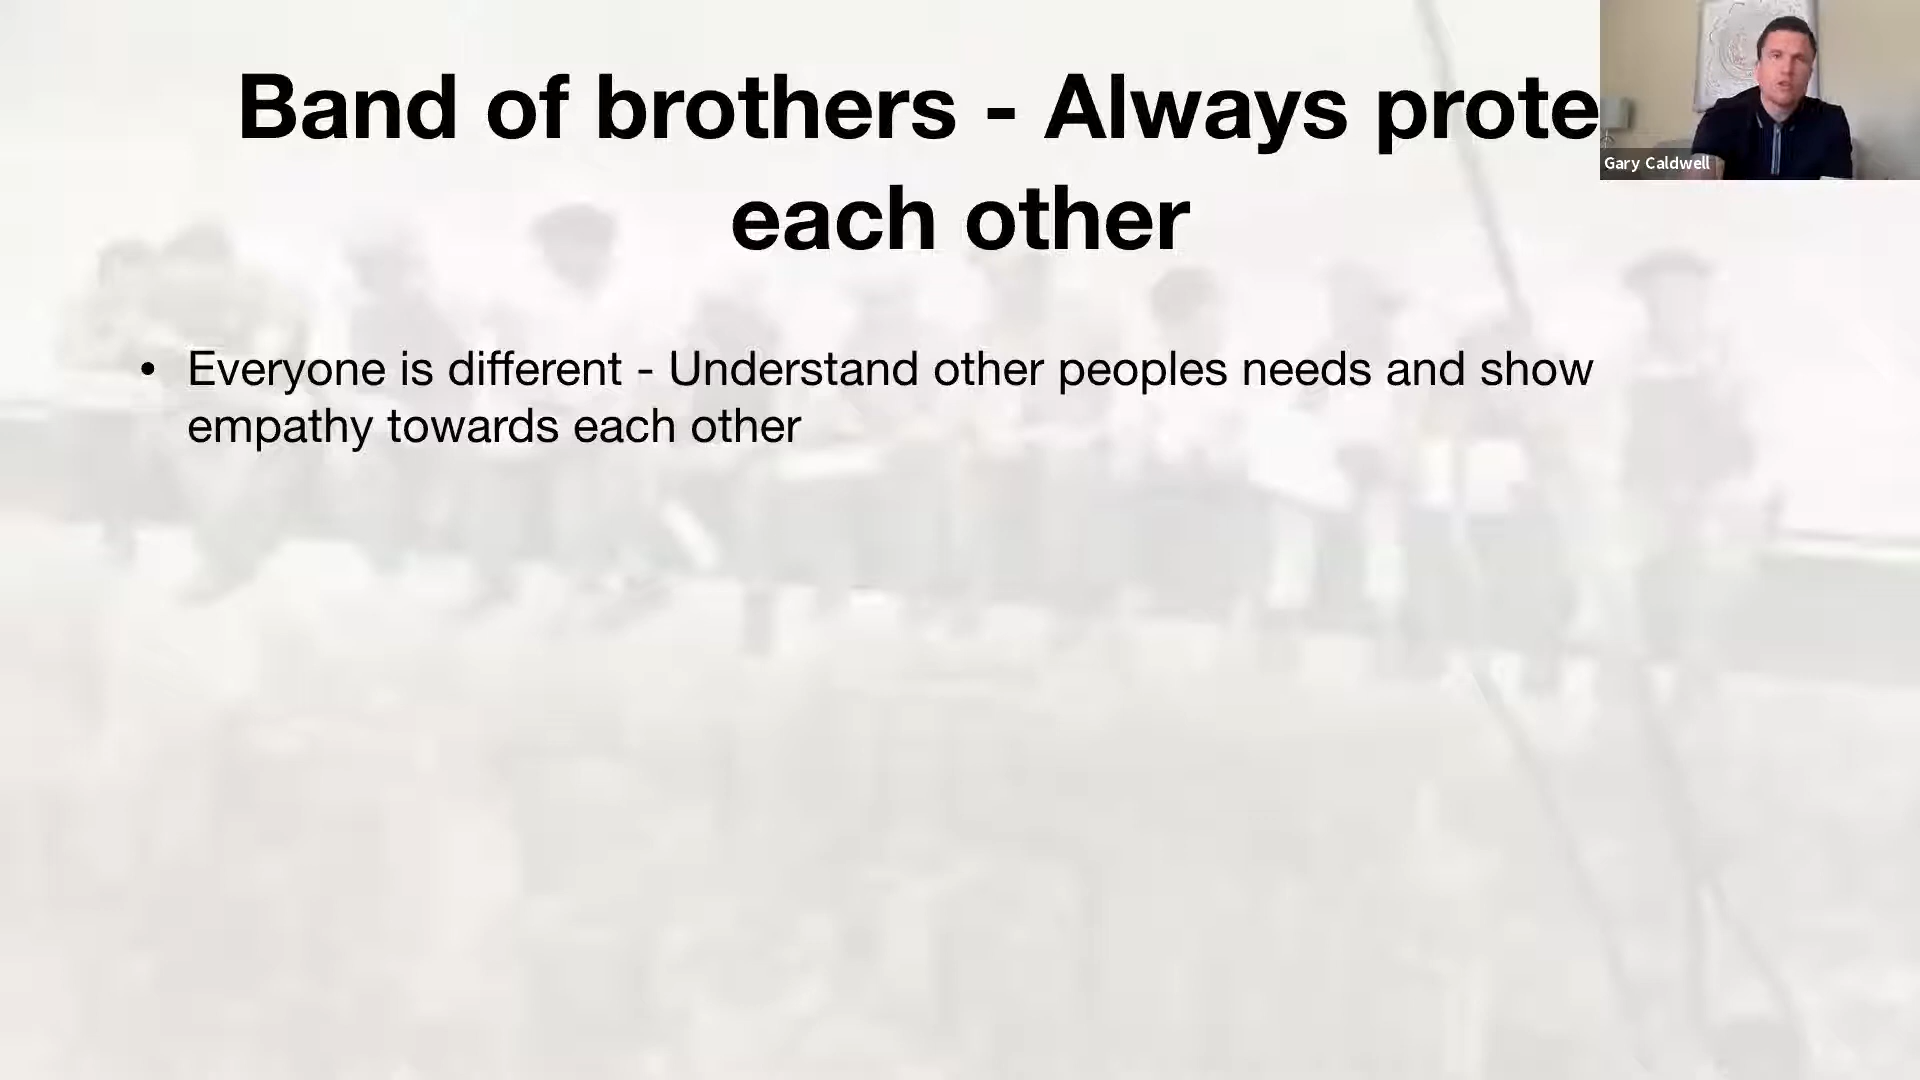 Band of brothers - Always prote
each other
Gary Caldwell
• Everyone is different - Understand other peoples needs and show
empathy towards each other